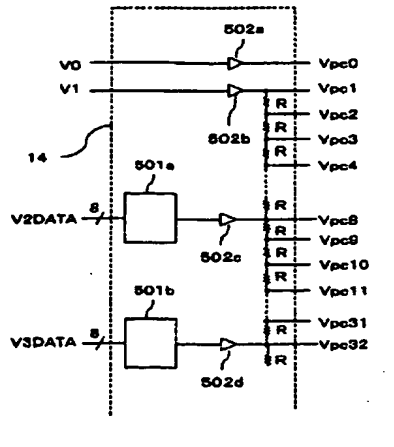 502a
V0 Vpc0
V1 Vpc1
R
502b Vpc2
R
Vpc3
14 R
501a Vpc4
R
V2DATA 8 Vpc8
R
Vpc9
502c R
Vpc10
501b R
Vpc11
Vpc31
R
V3DATA 8 Vpc32
R
502d